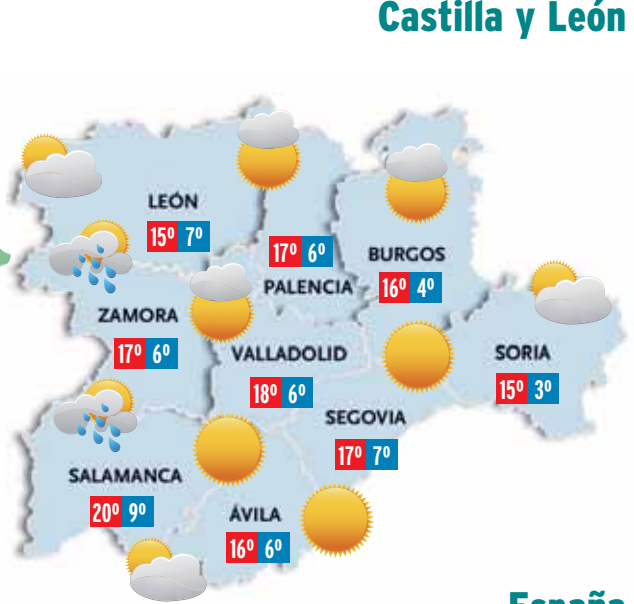 Castilla y León
LEÓN
15º 7º
17º 6º
PALENCIA
BURGOS
16º 4º
ZAMORA
17º 6º
VALLADOLID
18º 6º
SORIA
15º 3º
SEGOVIA
17º 7º
SALAMANCA
20º 9º
ÁVILA
16º 6º
España